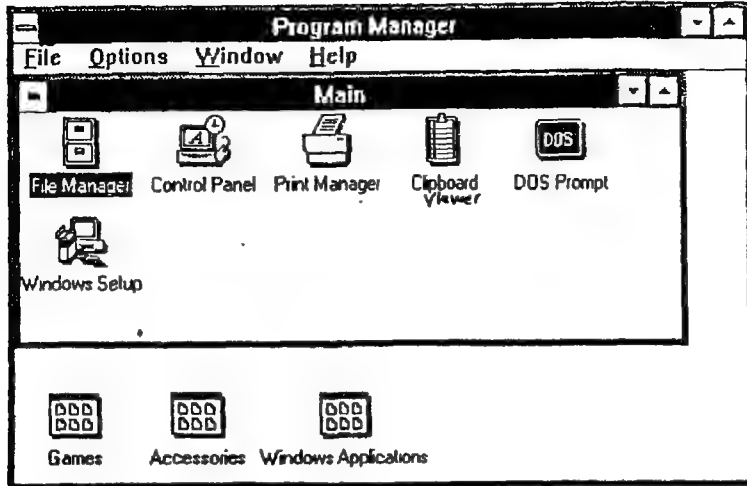 Program Manager
File Options Window Help
Main
A
DOS
File Manager Control Panel Print Manager Clipboard Viewer DOS Prompt
Windows Setup
Games Accessories Windows Applications